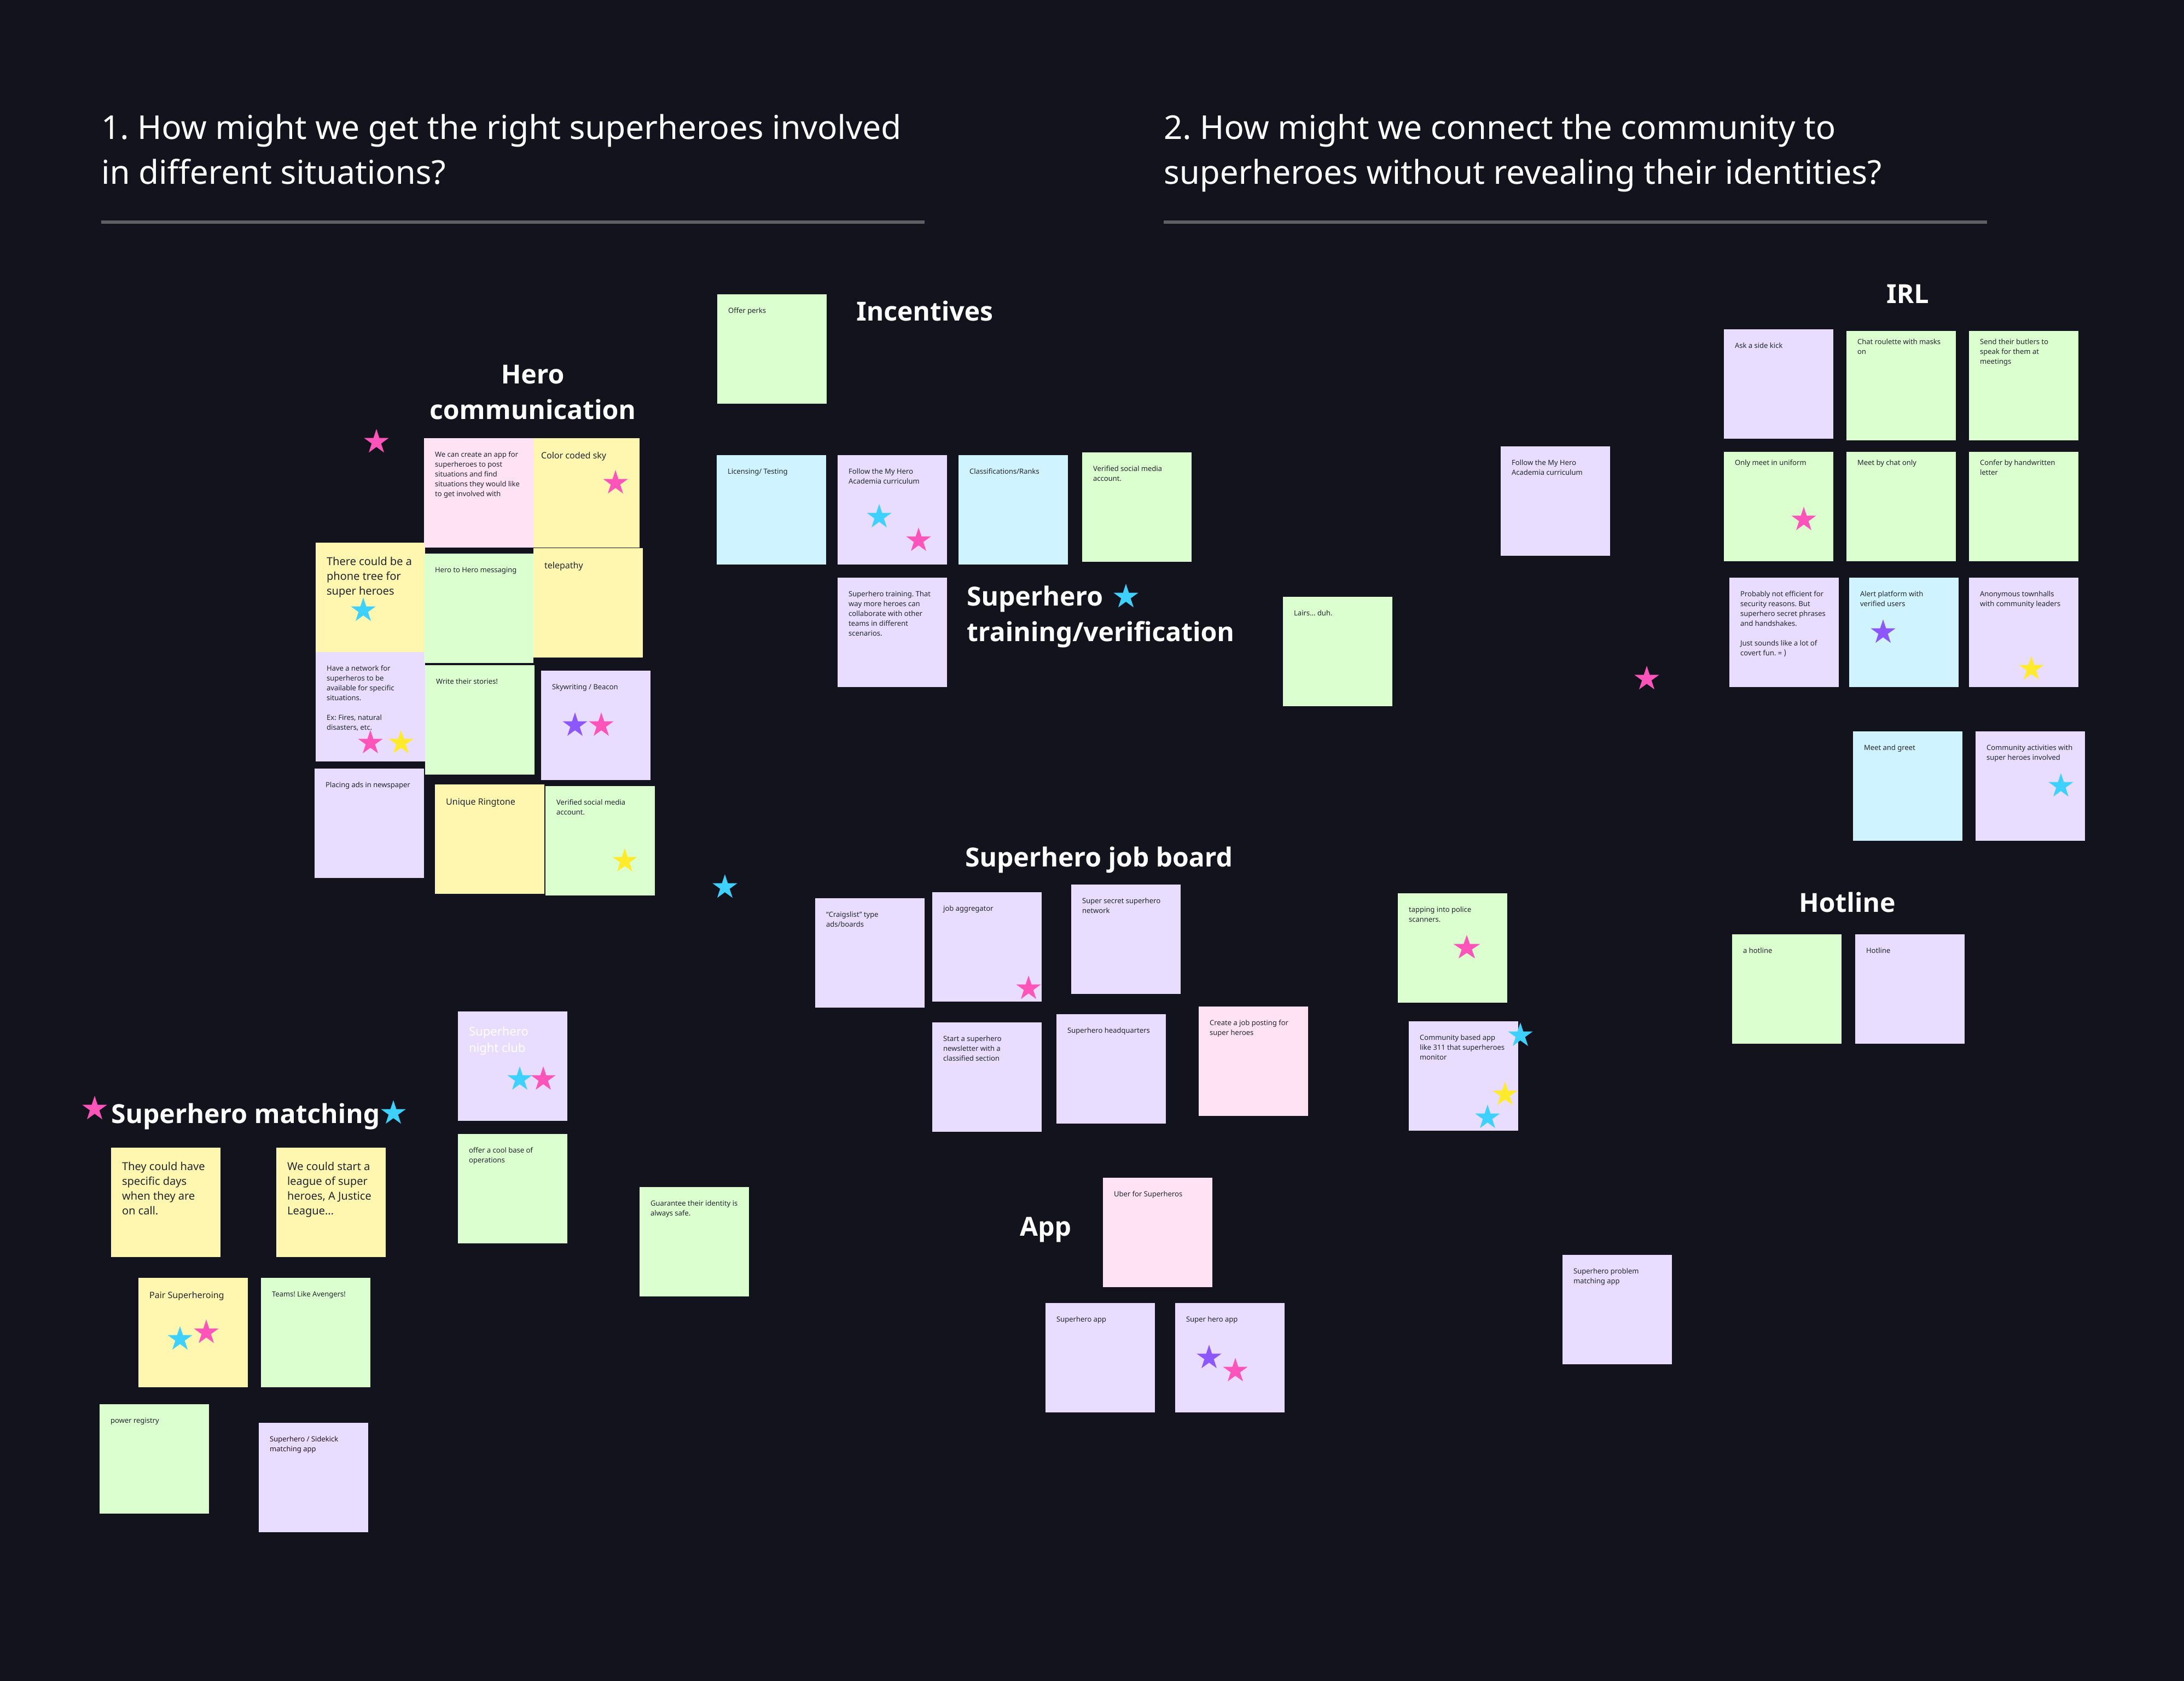 1. How might we get the right superheroes involved
in different situations?
2. How might we connect the community to
superheroes without revealing their identities?
Incentives
Offer perks
Hero
communication
We can create an app for
superheroes to post
situations and find
situations they would like
to get involved with
Color coded sky
There could be a
phone tree for
super heroes
Hero to Hero messaging
telepathy
Have a network for
superheros to be
available for specific
situations.
Ex: Fires, natural
disasters, etc.
Write their stories!
Skywriting / Beacon
Placing ads in newspaper
Unique Ringtone
Verified social media
account.
Licensing/ Testing
Follow the My Hero
Academia curriculum
Classifications/Ranks
Verified social media
account.
Superhero training. That
way more heroes can
collaborate with other
teams in different
scenarios.
Superhero
training/verification
Lairs... duh.
Follow the My Hero
Academia curriculum
IRL
Ask a side kick
Chat roulette with masks
on
Send their butlers to
speak for them at
meetings
Only meet in uniform
Meet by chat only
Confer by handwritten
letter
Probably not efficient for
security reasons. But
superhero secret phrases
and handshakes.
Just sounds like a lot of
covert fun. = )
Alert platform with
verified users
Anonymous townhalls
with community leaders
Meet and greet
Community activities with
super heroes involved
Superhero job board
"Craigslist" type
ads/boards
job aggregator
Super secret superhero
network
Start a superhero
newsletter with a
classified section
Superhero headquarters
Create a job posting for
super heroes
tapping into police
scanners.
Community based app
like 311 that superheroes
monitor
Hotline
a hotline
Hotline
Superhero
night club
offer a cool base of
operations
Guarantee their identity is
always safe.
Superhero matching
They could have
specific days
when they are
on call.
We could start a
league of super
heroes, A Justice
League...
Pair Superheroing
Teams! Like Avengers!
power registry
Superhero / Sidekick
matching app
App
Uber for Superheros
Superhero app
Super hero app
Superhero problem
matching app